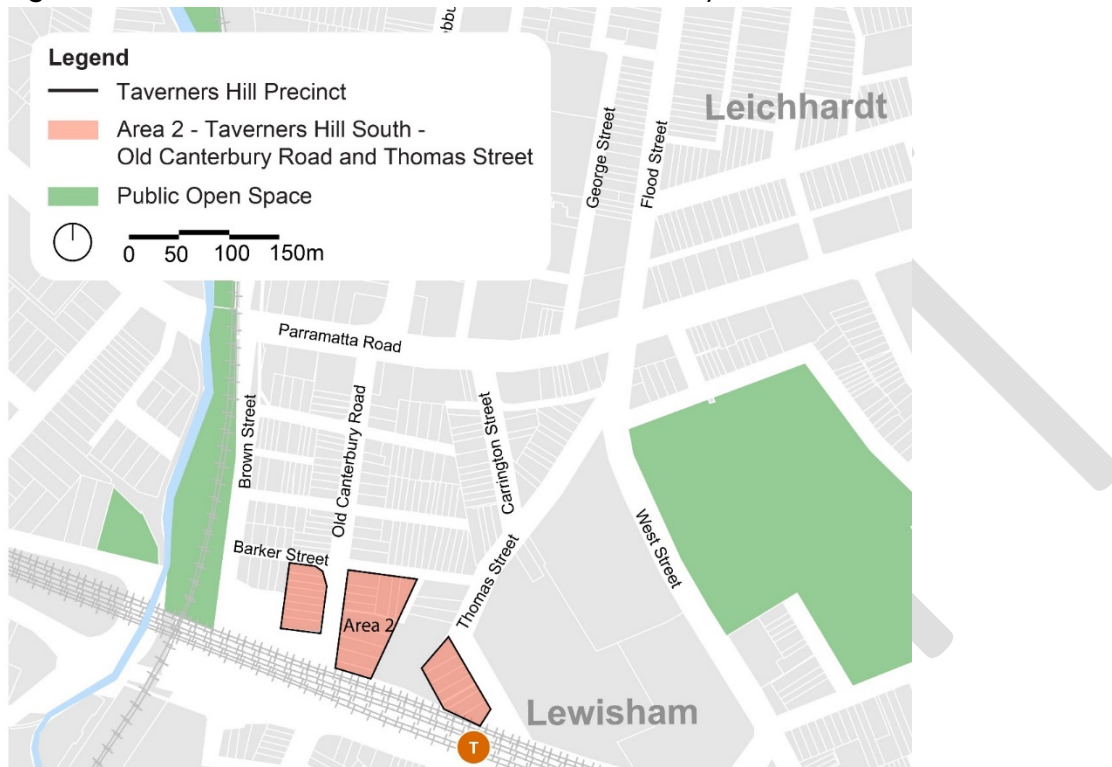 Legend
Taverners Hill Precinct
Area 2 - Taverners Hill South -
Old Canterbury Road and Thomas Street
Public Open Space
0 50 100 150m
Leichhardt
George Street
Flood Street
Parramatta Road
Brown Street
Old Canterbury Road
Carrington Street
Barker Street
Thomas Street
West Street
Area 2
Lewisham
T